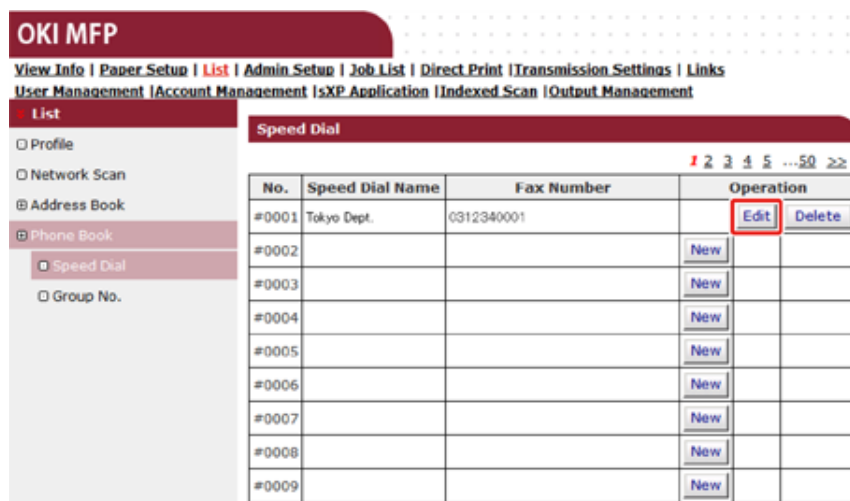 OKI MFP
View Info | Paper Setup | List | Admin Setup | Job List | Direct Print |Transmission Settings | Links
User Management |Account Management |sXP Application |Indexed Scan |Output Management
List
Profile
Network Scan
Address Book
Phone Book
Speed Dial
Group No.
Speed Dial
1 2 3 4 5 ...50 >>
No. Speed Dial Name Fax Number Operation
#0001 Tokyo Dept. 0312340001 Edit Delete
#0002 New
#0003 New
#0004 New
#0005 New
#0006 New
#0007 New
#0008 New
#0009 New